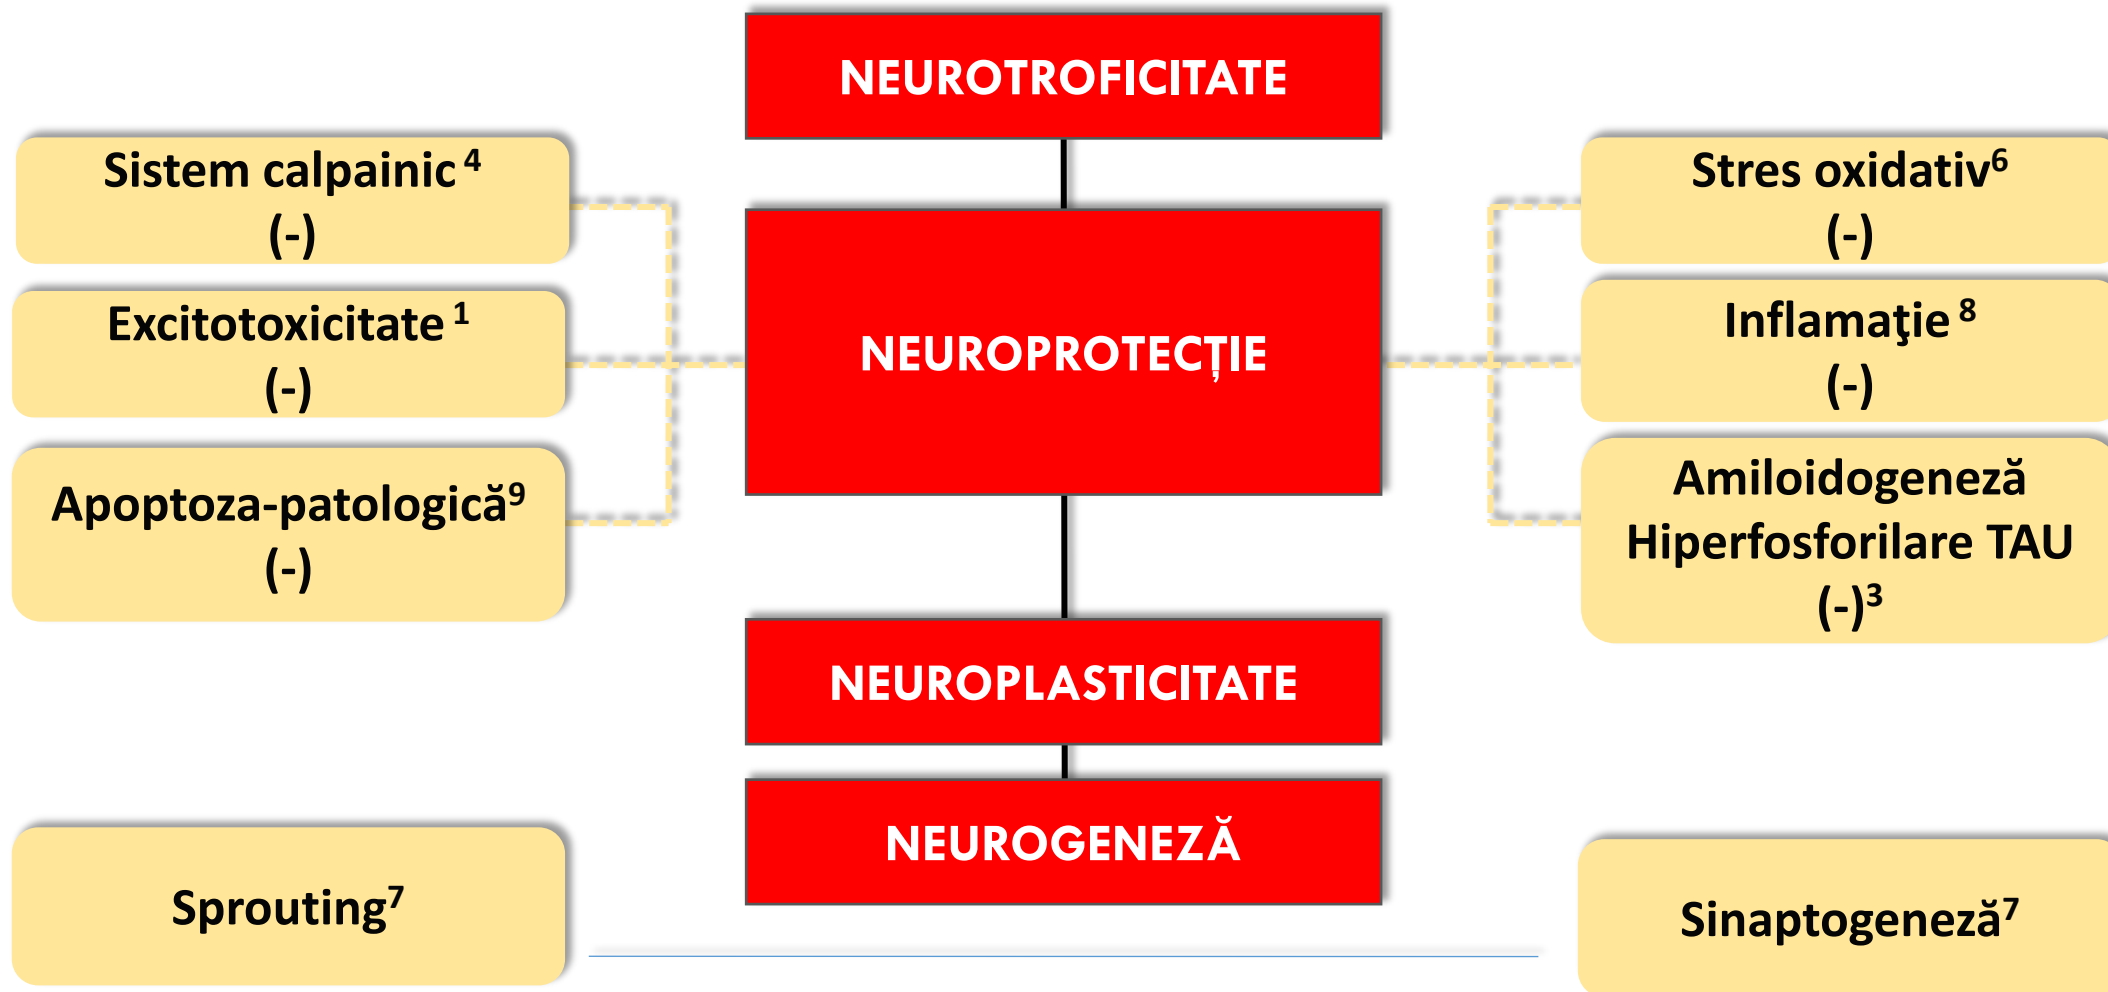 NEUROTROFICITATE
Sistem calpainic ⁴
(-)
Excitotoxicitate ¹
(-)
Apoptoza-patologică⁹
(-)
NEUROPROTECȚIE
Stres oxidativ⁶
(-)
Inflamaţie ⁸
(-)
Amiloidogeneză
Hiperfosforilare TAU
(-)³
NEUROPLASTICITATE
NEUROGENEZĂ
Sprouting⁷
Sinaptogeneză⁷